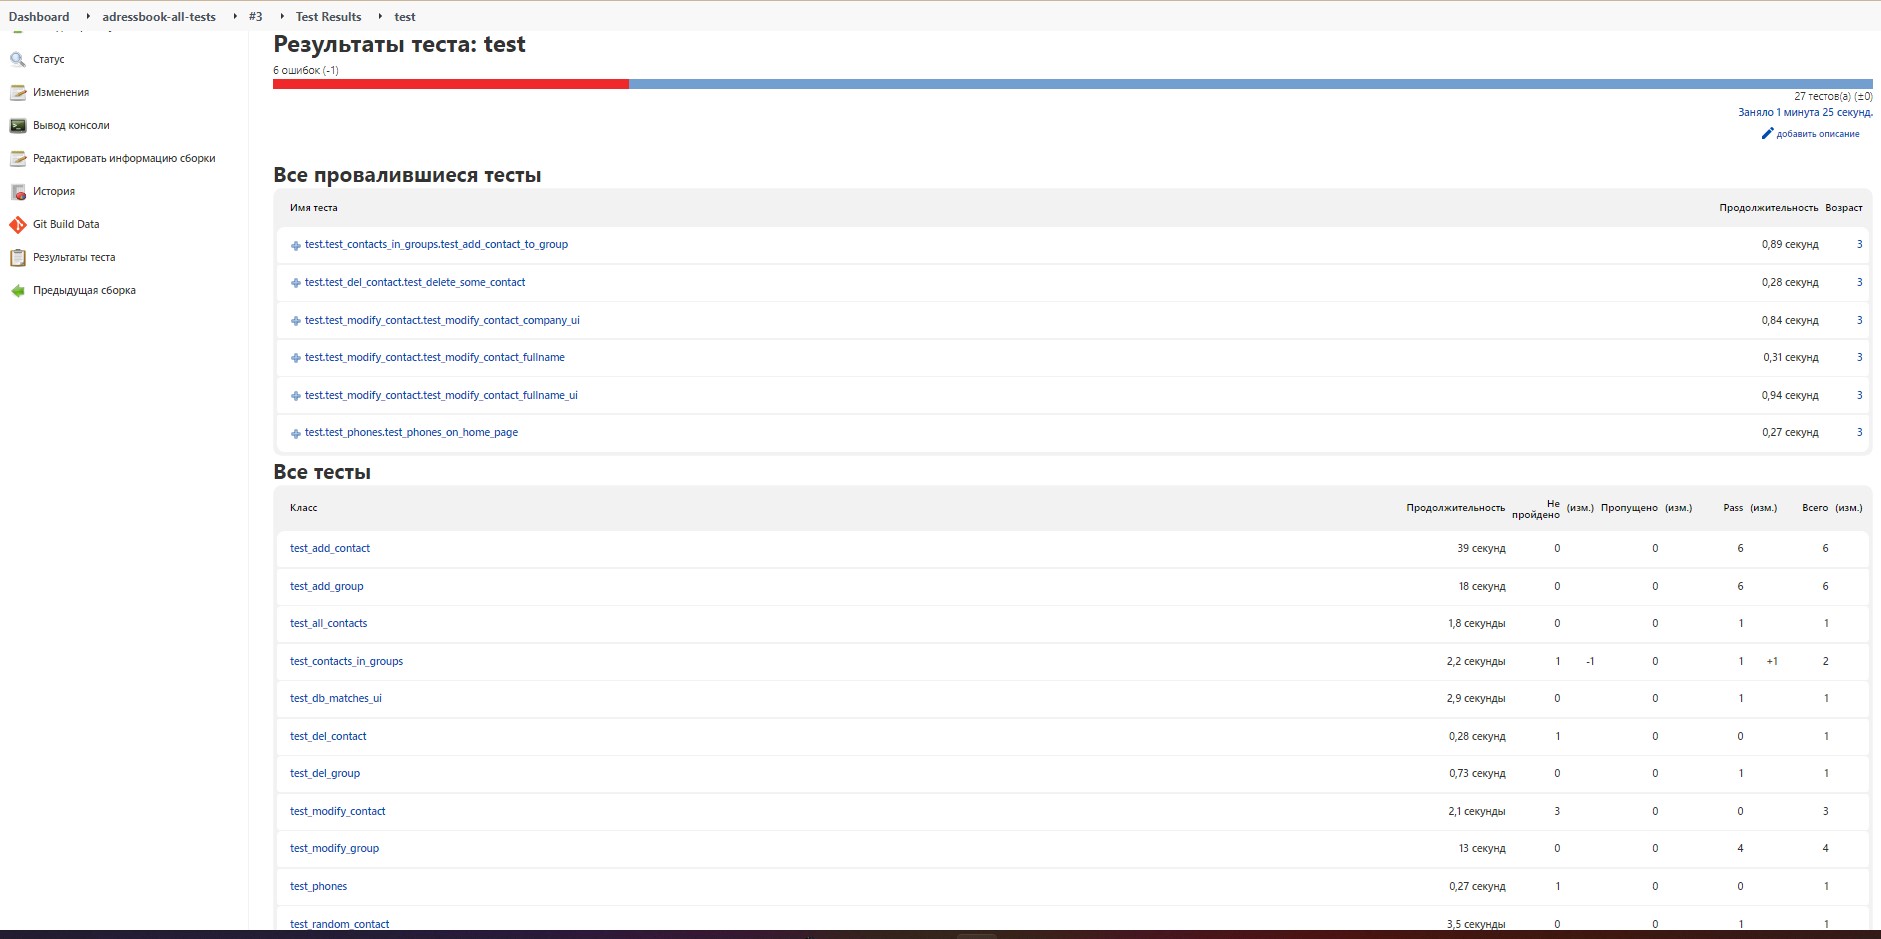 Dashboard adressbook-all-tests #3 Test Results test
Статус
Изменения
Вывод консоли
Редактировать информацию сборки
История
Git Build Data
Результаты теста
Предыдущая сборка
Результаты теста: test
6 ошибок (-1)
27 тестов(а) (±0)
Заняло 1 минута 25 секунд.
добавить описание
Все провалившиеся тесты
Имя теста Продолжительность Возраст
test.test_contacts_in_groups.test_add_contact_to_group 0,89 секунд 3
test.test_del_contact.test_delete_some_contact 0,28 секунд 3
test.test_modify_contact.test_modify_contact_company_ui 0,84 секунд 3
test.test_modify_contact.test_modify_contact_fullname 0,31 секунд 3
test.test_modify_contact.test_modify_contact_fullname_ui 0,94 секунд 3
test.test_phones.test_phones_on_home_page 0,27 секунд 3
Все тесты
Класс Продолжительность Не пройдено (изм.) Пропущено (изм.) Pass (изм.) Всего (изм.)
test_add_contact 39 секунд 0 0 6 6
test_add_group 18 секунд 0 0 6 6
test_all_contacts 1,8 секунды 0 0 1 1
test_contacts_in_groups 2,2 секунды 1 -1 0 1 +1 2
test_db_matches_ui 2,9 секунды 0 0 1 1
test_del_contact 0,28 секунд 1 0 0 1
test_del_group 0,73 секунд 0 0 1 1
test_modify_contact 2,1 секунды 3 0 0 3
test_modify_group 13 секунд 0 0 4 4
test_phones 0,27 секунд 1 0 0 1
test_random_contact 3,5 секунды 0 0 1 1